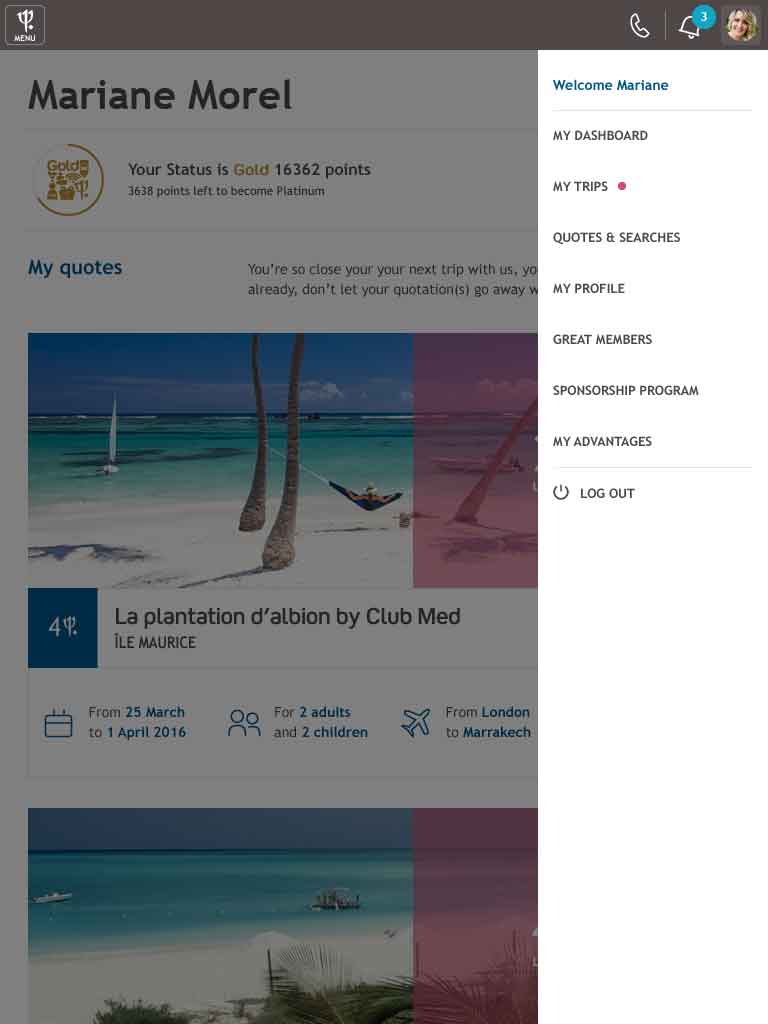 MENU
3
Mariane Morel
Gold
Your Status is Gold 16362 points
3638 points left to become Platinum
My quotes
You're so close your your next trip with us, yo
already, don't let your quotation(s) go away w
4
La plantation d'albion by Club Med
ÎLE MAURICE
From 25 March
to 1 April 2016
For 2 adults
and 2 children
From London
to Marrakech
Welcome Mariane
MY DASHBOARD
MY TRIPS
QUOTES & SEARCHES
MY PROFILE
GREAT MEMBERS
SPONSORSHIP PROGRAM
MY ADVANTAGES
LOG OUT